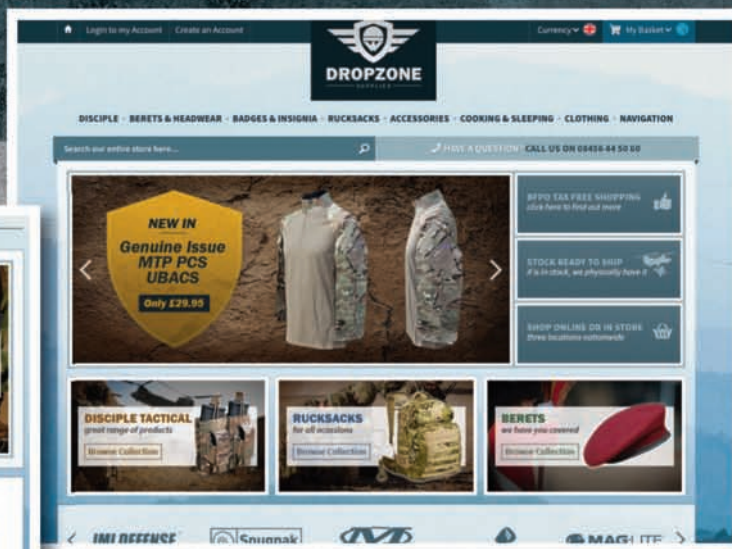 Login to my Account Create an Account
Currency My Basket
DROPZONE
SUPPLIES
DISCIPLE · BERETS & HEADWEAR · BADGES & INSIGNIA · RUCKSACKS · ACCESSORIES · COOKING & SLEEPING · CLOTHING · NAVIGATION
Search our entire store here...
HAVE A QUESTION CALL US ON 08456 44 50 60
NEW IN
Genuine Issue
MTP PCS
UBACS
Only £29.95
BFPO TAX FREE SHOPPING
click here to find out more
STOCK READY TO SHIP
if is in stock, we physically have it
SHOP ONLINE OR IN STORE
three locations nationwide
DISCIPLE TACTICAL
great range of products
Browse Collection
RUCKSACKS
for all ocassions
Browse Collection
BERETS
we have you covered
Browse Collection
IMI DEFENSE
Snugpak
MAG-LITE